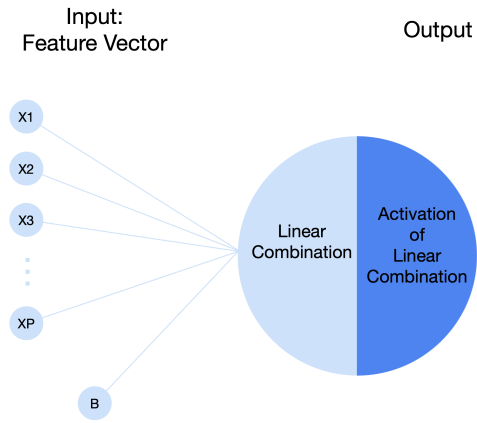 Input:
Feature Vector
Output
X1
X2
X3
XP
B
Linear
Combination
Activation
of
Linear
Combination